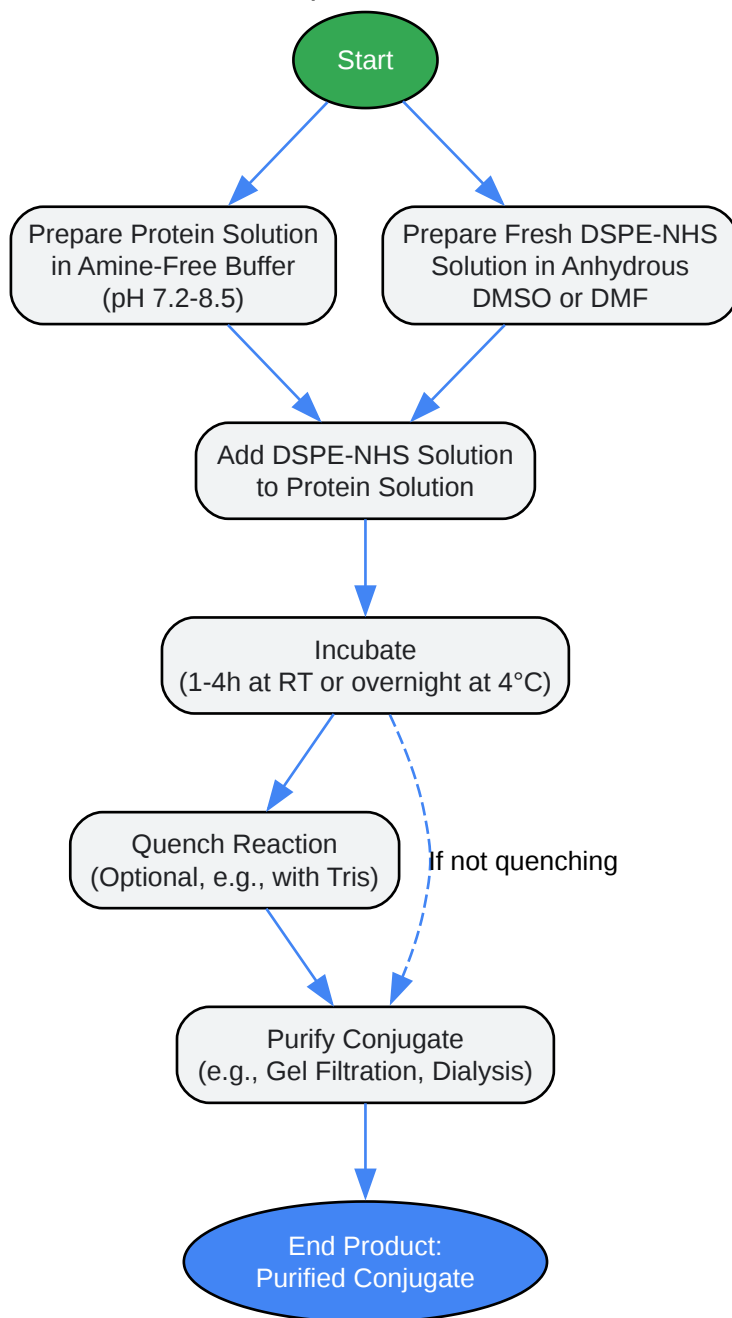 Start
Prepare Protein Solution
in Amine-Free Buffer
(pH 7.2-8.5)
Prepare Fresh DSPE-NHS
Solution in Anhydrous
DMSO or DMF
Add DSPE-NHS Solution
to Protein Solution
Incubate
(1-4h at RT or overnight at 4°C)
Quench Reaction
(Optional, e.g., with Tris)
If not quenching
Purify Conjugate
(e.g., Gel Filtration, Dialysis)
End Product:
Purified Conjugate